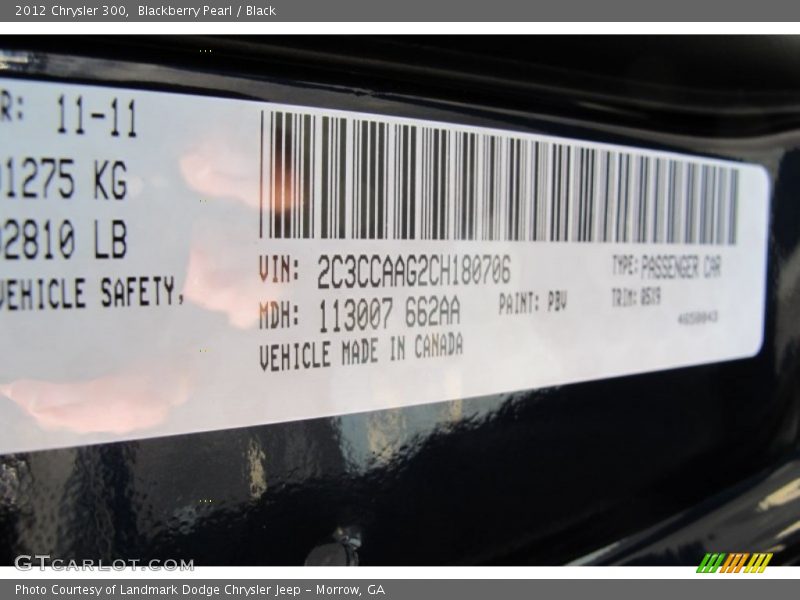 2012 Chrysler 300, Blackberry Pearl / Black
R: 11-11
1275 KG
2810 LB
VEHICLE SAFETY,
VIN: 2C3CCAAG2CH180706
TYPE: PASSENGER CAR
MDH: 113007 662AA
PAINT: PBV
TRIM:
VEHICLE MADE IN CANADA
GTCARLOT.COM
Photo Courtesy of Landmark Dodge Chrysler Jeep – Morrow, GA